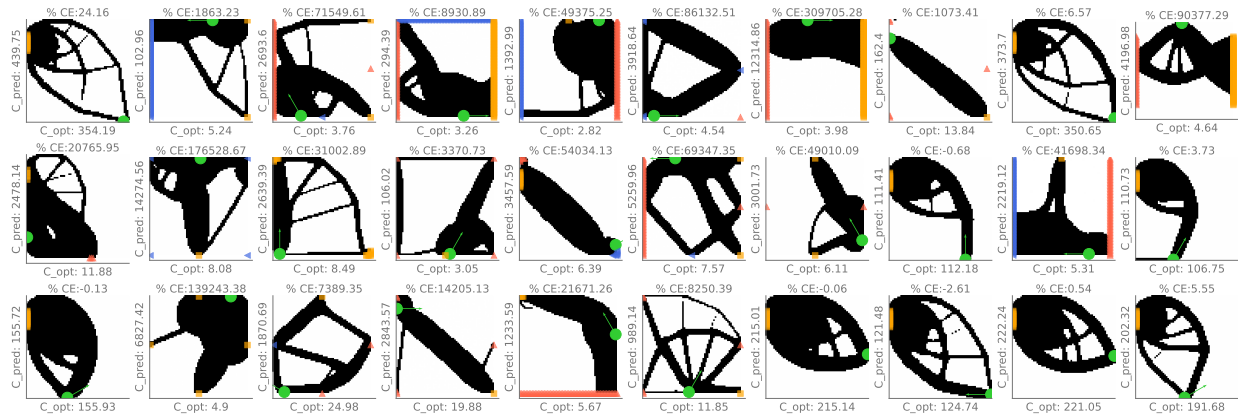 % CE:24.16
C_pred: 439.75
C_opt: 354.19
% CE:1863.23
C_pred: 102.96
C_opt: 5.24
% CE:71549.61
C_pred: 2693.6
C_opt: 3.76
% CE:8930.89
C_pred: 294.39
C_opt: 3.26
% CE:49375.25
C_pred: 1392.99
C_opt: 2.82
% CE:86132.51
C_pred: 3918.64
C_opt: 4.54
% CE:309705.28
C_pred: 12314.86
C_opt: 3.98
% CE:1073.41
C_pred: 162.4
C_opt: 13.84
% CE:6.57
C_pred: 373.7
C_opt: 350.65
% CE:90377.29
C_pred: 4196.98
C_opt: 4.64
% CE:20765.95
C_pred: 2478.14
C_opt: 11.88
% CE:176528.67
C_pred: 14274.56
C_opt: 8.08
% CE:31002.89
C_pred: 2639.39
C_opt: 8.49
% CE:3370.73
C_pred: 106.02
C_opt: 3.05
% CE:54034.13
C_pred: 3457.59
C_opt: 6.39
% CE:69347.35
C_pred: 5259.96
C_opt: 7.57
% CE:49010.09
C_pred: 3001.73
C_opt: 6.11
% CE:-0.68
C_pred: 111.41
C_opt: 112.18
% CE:41698.34
C_pred: 2219.12
C_opt: 5.31
% CE:3.73
C_pred: 110.73
C_opt: 106.75
% CE:-0.13
C_pred: 155.72
C_opt: 155.93
% CE:139243.38
C_pred: 6827.42
C_opt: 4.9
% CE:7389.35
C_pred: 1870.69
C_opt: 24.98
% CE:14205.13
C_pred: 2843.57
C_opt: 19.88
% CE:21671.26
C_pred: 1233.59
C_opt: 5.67
% CE:8250.39
C_pred: 989.14
C_opt: 11.85
% CE:-0.06
C_pred: 215.01
C_opt: 215.14
% CE:-2.61
C_pred: 121.48
C_opt: 124.74
% CE:0.54
C_pred: 222.24
C_opt: 221.05
% CE:5.55
C_pred: 202.32
C_opt: 191.68